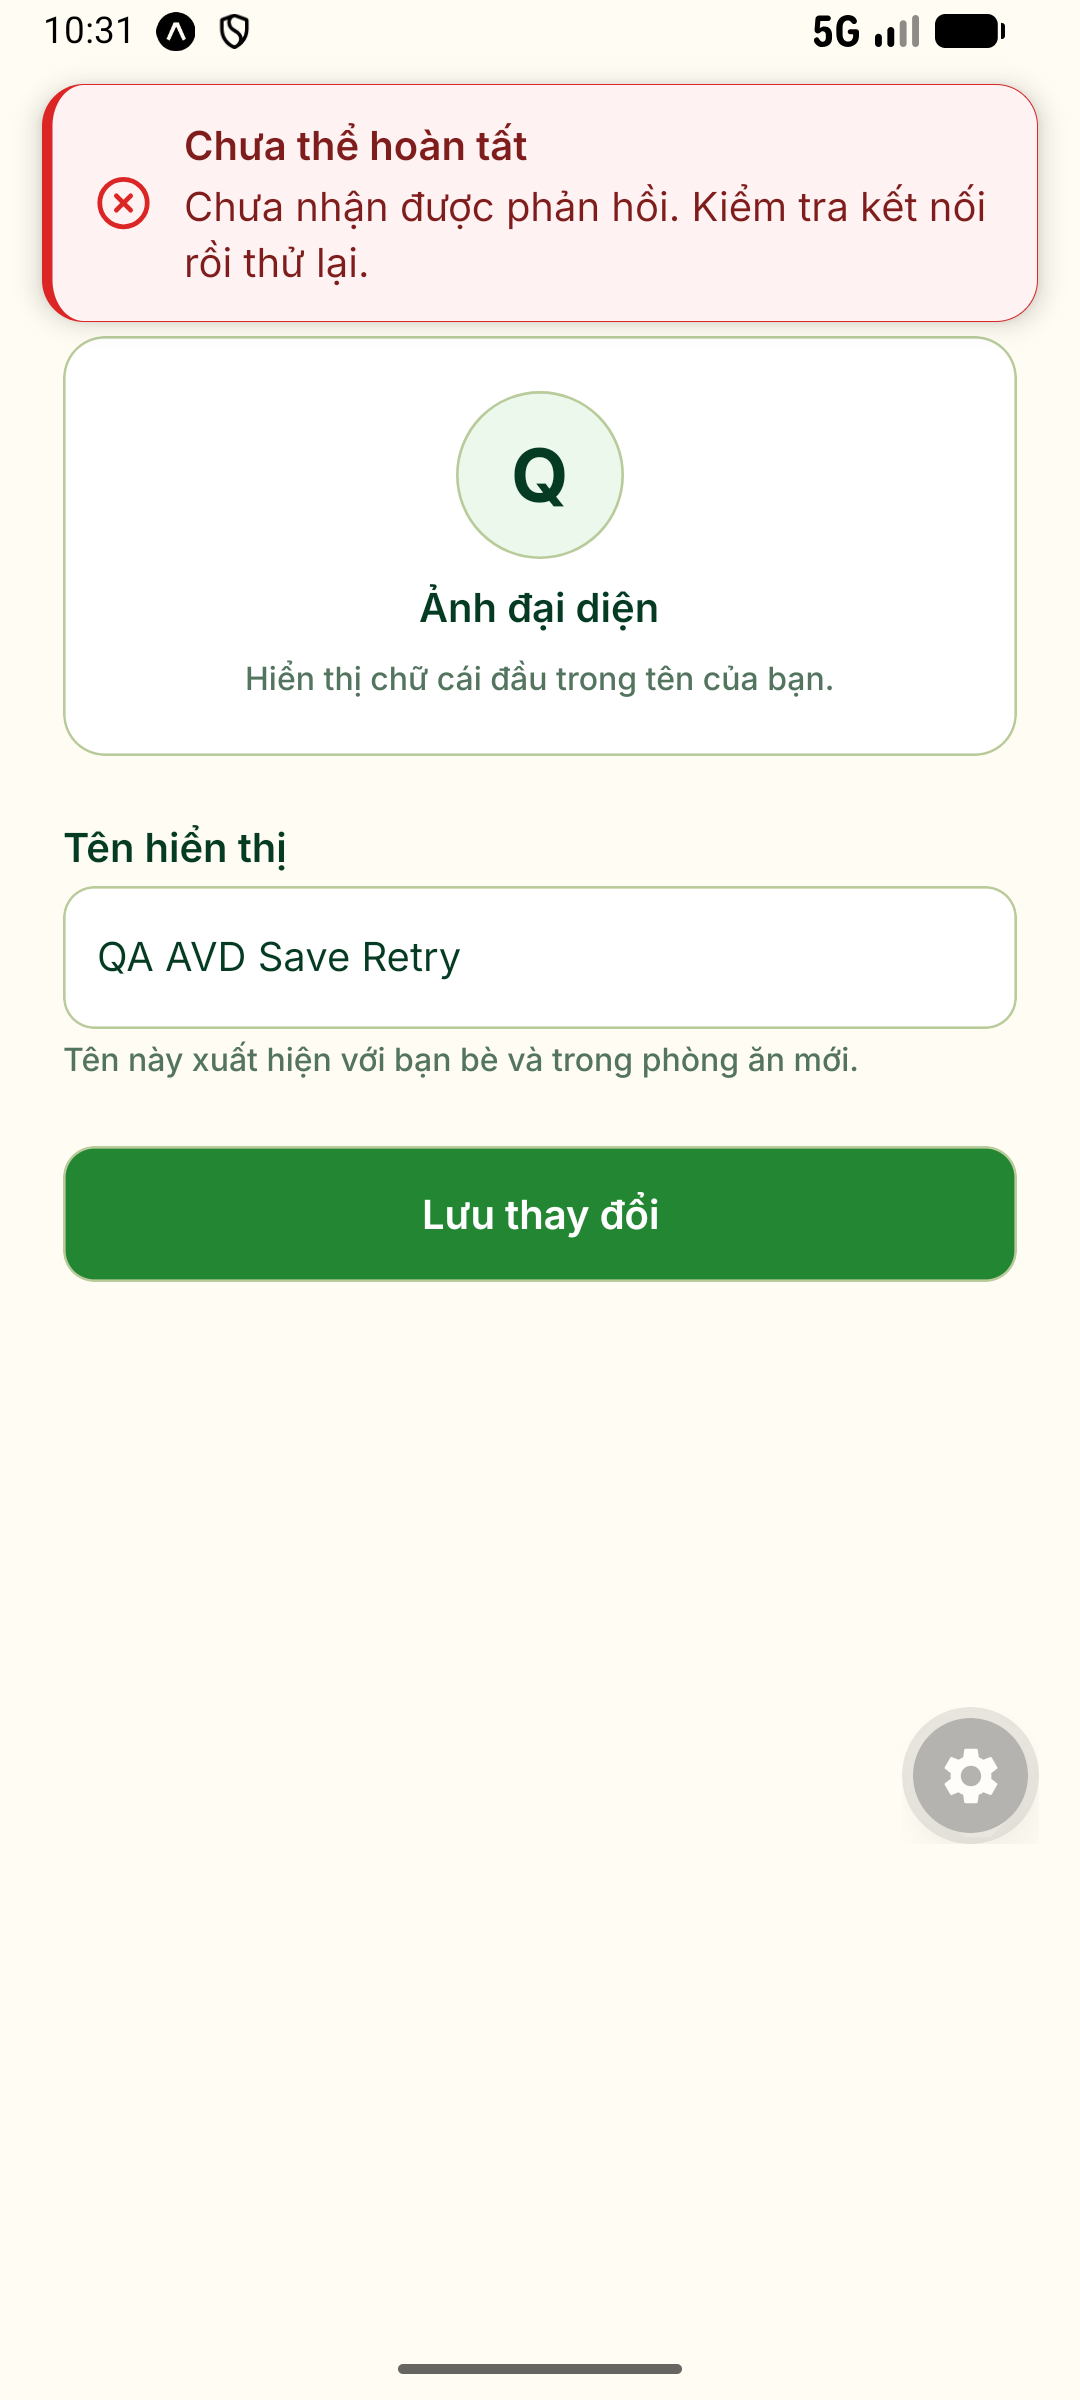 10:31
5G
Chưa thể hoàn tất
Chưa nhận được phản hồi. Kiểm tra kết nối
rồi thử lại.
Q
Ảnh đại diện
Hiển thị chữ cái đầu trong tên của bạn.
Tên hiển thị
QA AVD Save Retry
Tên này xuất hiện với bạn bè và trong phòng ăn mới.
Lưu thay đổi